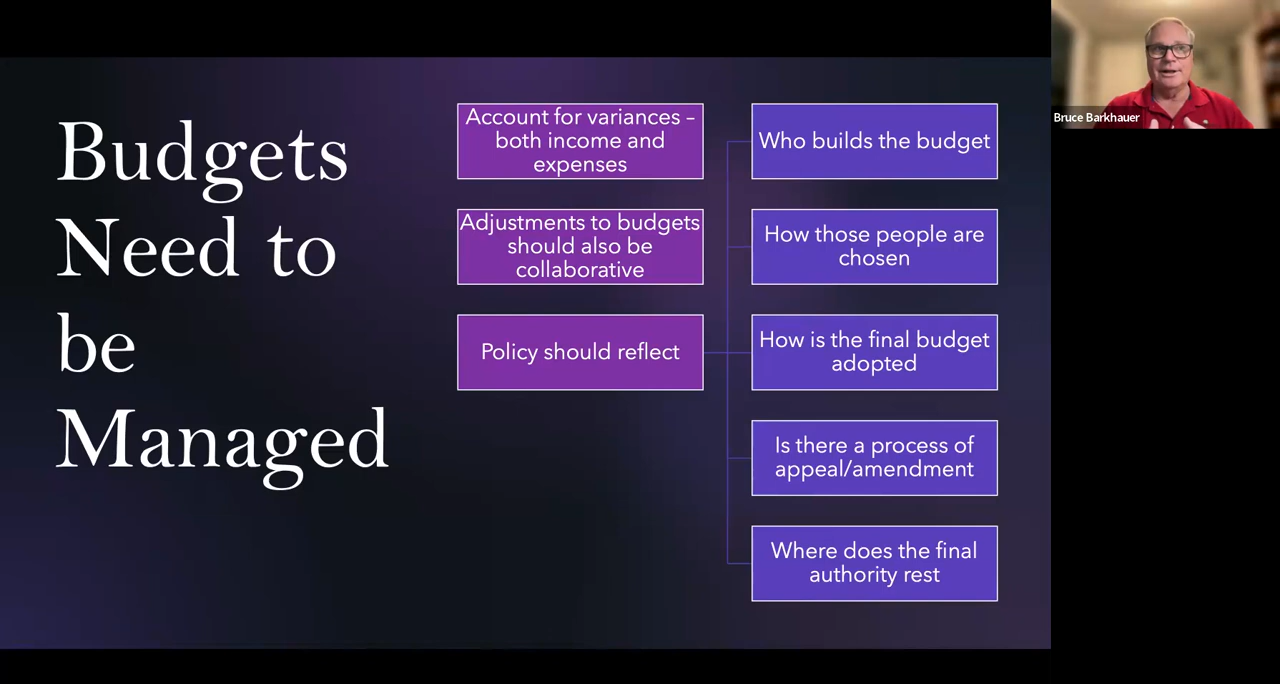 Budgets
Need to
be
Managed
Account for variances –
both income and
expenses
Adjustments to budgets
should also be
collaborative
Policy should reflect
Who builds the budget
How those people are
chosen
How is the final budget
adopted
Is there a process of
appeal/amendment
Where does the final
authority rest
Bruce Barkhauer